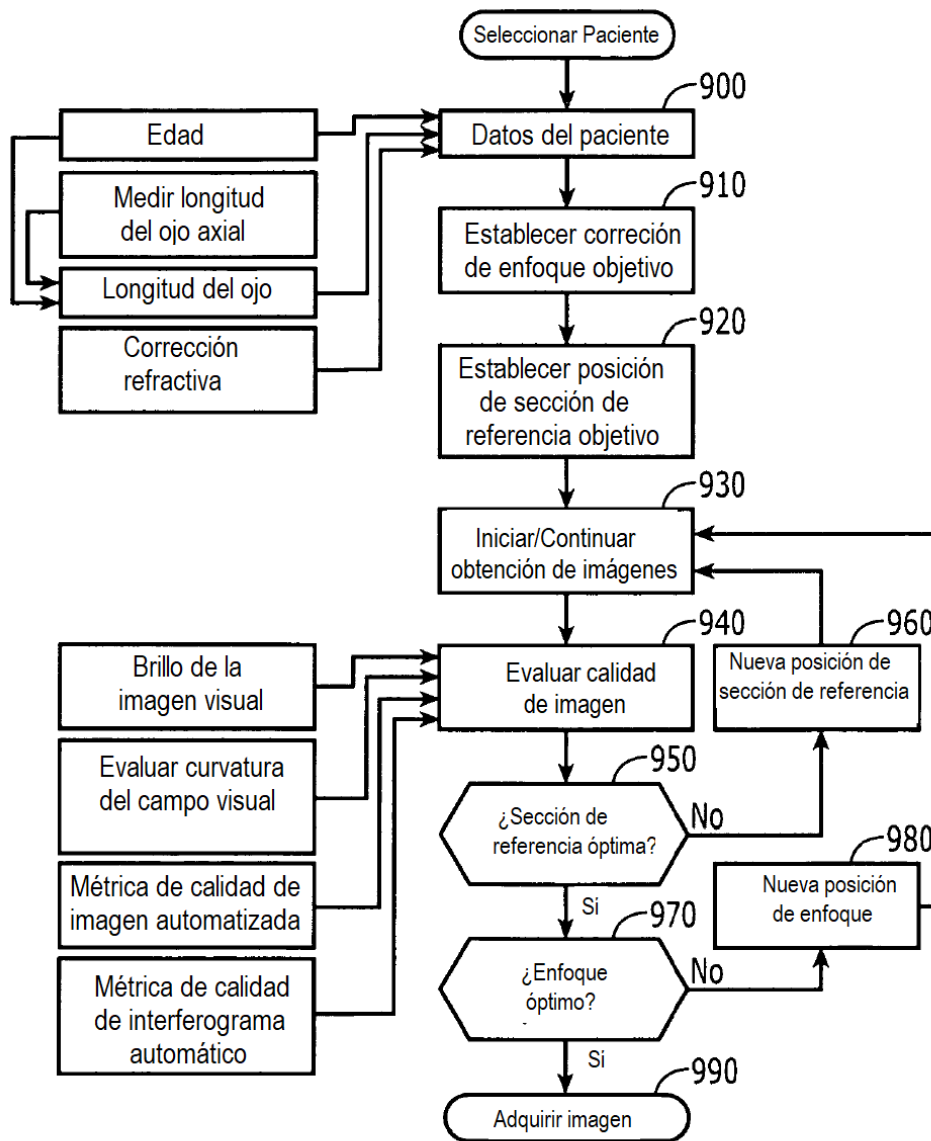 Seleccionar Paciente
900
Edad
Datos del paciente
Medir longitud
del ojo axial
910
Establecer correción
de enfoque objetivo
Longitud del ojo
Corrección
refractiva
920
Establecer posición
de sección de
referencia objetivo
930
Iniciar/Continuar
obtención de imágenes
940
Evaluar calidad
de imagen
960
Nueva posición de
sección de referencia
Brillo de la
imagen visual
Evaluar curvatura
del campo visual
950
¿Sección de
referencia óptima?
No
Si
Métrica de calidad de
imagen automatizada
980
Nueva posición
de enfoque
970
¿Enfoque
óptimo?
No
Si
Métrica de calidad
de interferograma
automático
990
Adquirir imagen